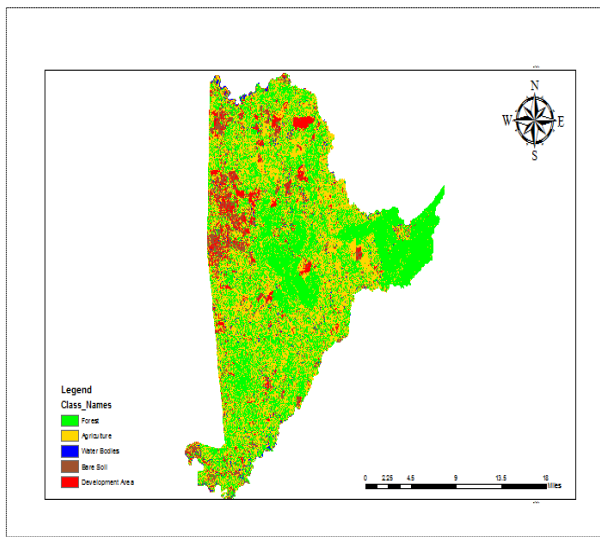 N
W E
S
Legend
Class_Names
Forest
Agriculture
Water Bodies
Bare Soil
Development Area
0 2.25 4.5 9 13.5 18
Miles